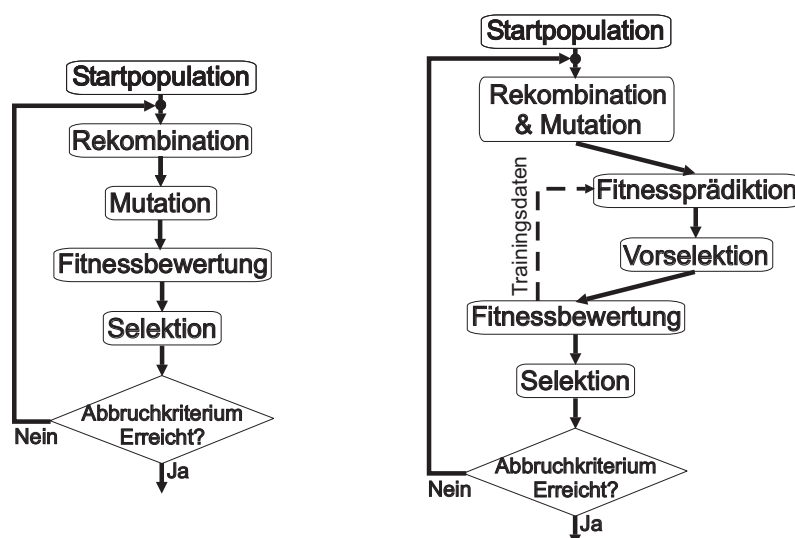 Startpopulation
Rekombination
Mutation
Fitnessbewertung
Selektion
Abbruchkriterium
Erreicht?
Nein
Ja
Startpopulation
Rekombination
& Mutation
Fitnessprädiktion
Trainingsdaten
Vorselektion
Fitnessbewertung
Selektion
Abbruchkriterium
Erreicht?
Nein
Ja